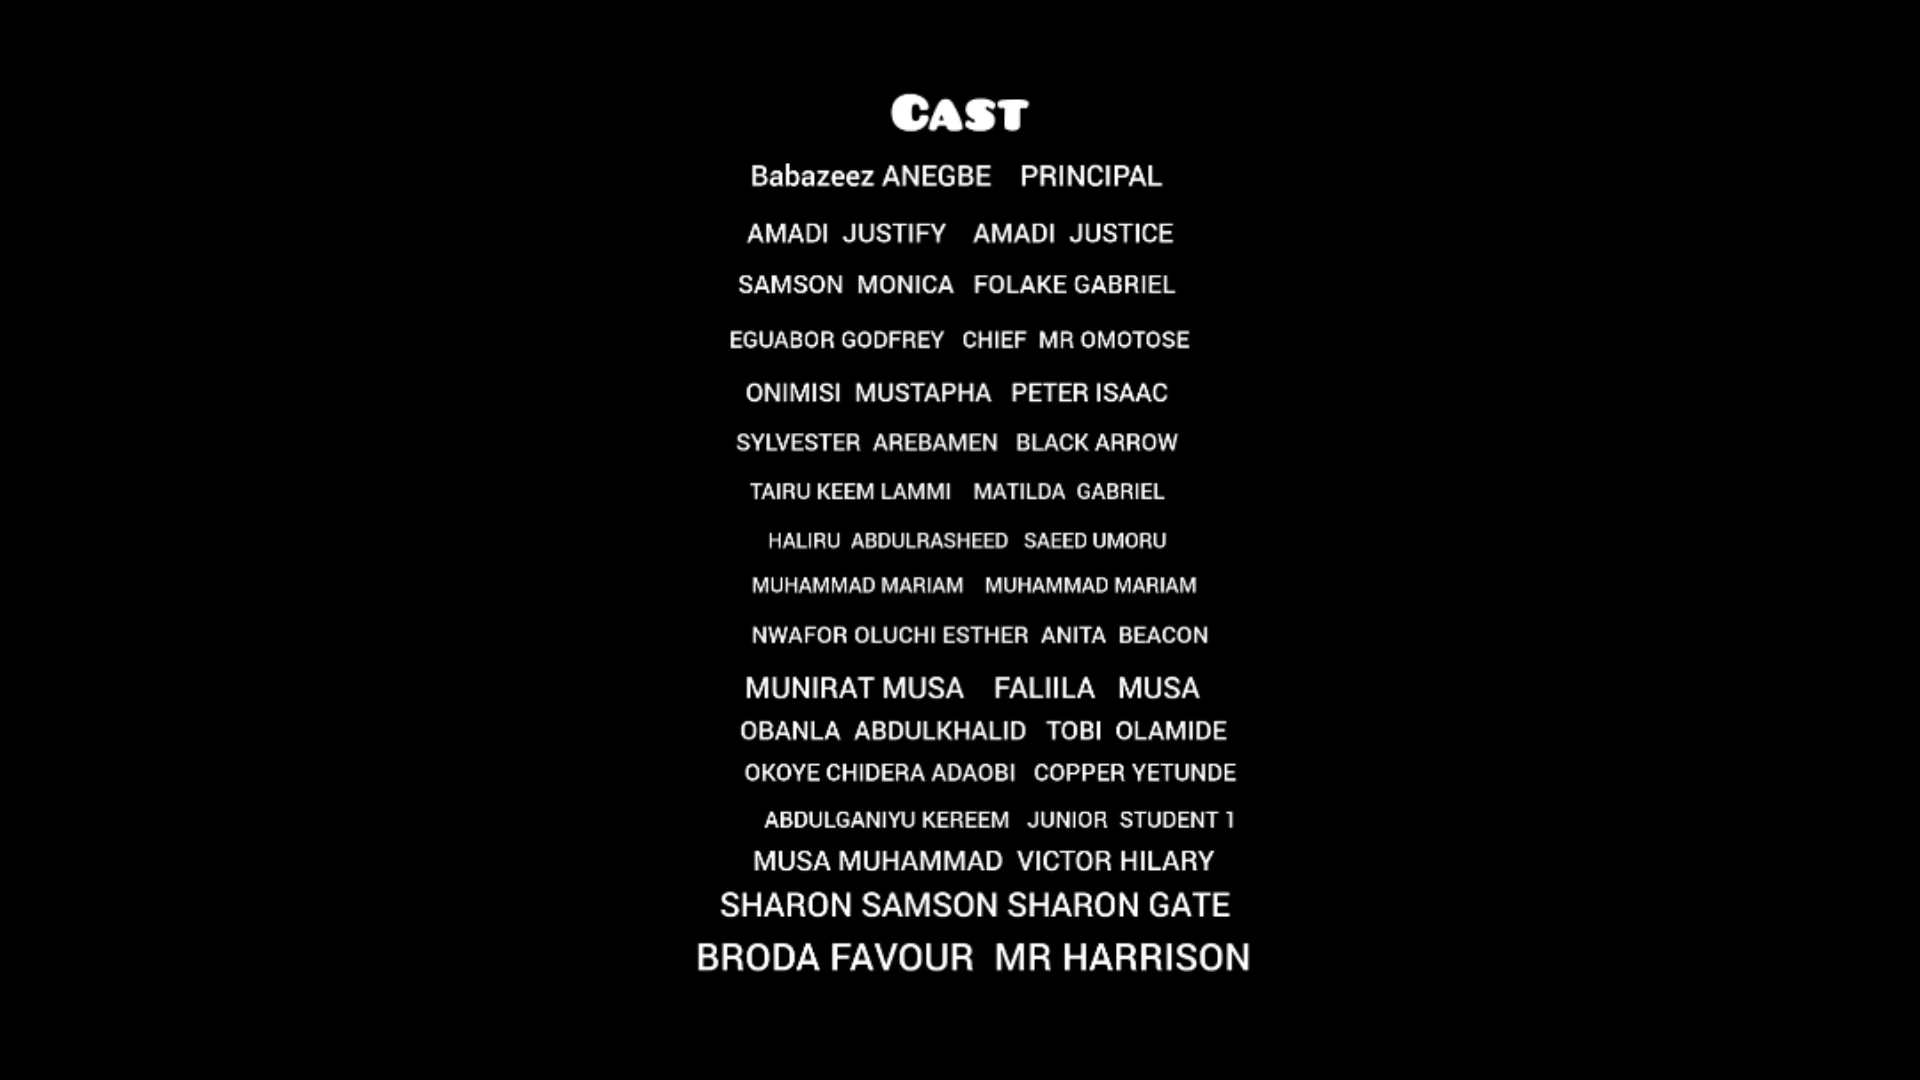 CAST
Babazeez ANEGBE PRINCIPAL
AMADI JUSTIFY AMADI JUSTICE
SAMSON MONICA FOLAKE GABRIEL
EGUABOR GODFREY CHIEF MR OMOTOSE
ONIMISI MUSTAPHA PETER ISAAC
SYLVESTER AREBAMEN BLACK ARROW
TAIRU KEEM LAMMI MATILDA GABRIEL
HALIRU ABDULRASHEED SAEED UMORU
MUHAMMAD MARIAM MUHAMMAD MARIAM
NWAFOR OLUCHI ESTHER ANITA BEACON
MUNIRAT MUSA FALIILA MUSA
OBANLA ABDULKHALID TOBI OLAMIDE
OKOYE CHIDERA ADAOBI COPPER YETUNDE
ABDULGANIYU KEREEM JUNIOR STUDENT 1
MUSA MUHAMMAD VICTOR HILARY
SHARON SAMSON SHARON GATE
BRODA FAVOUR MR HARRISON